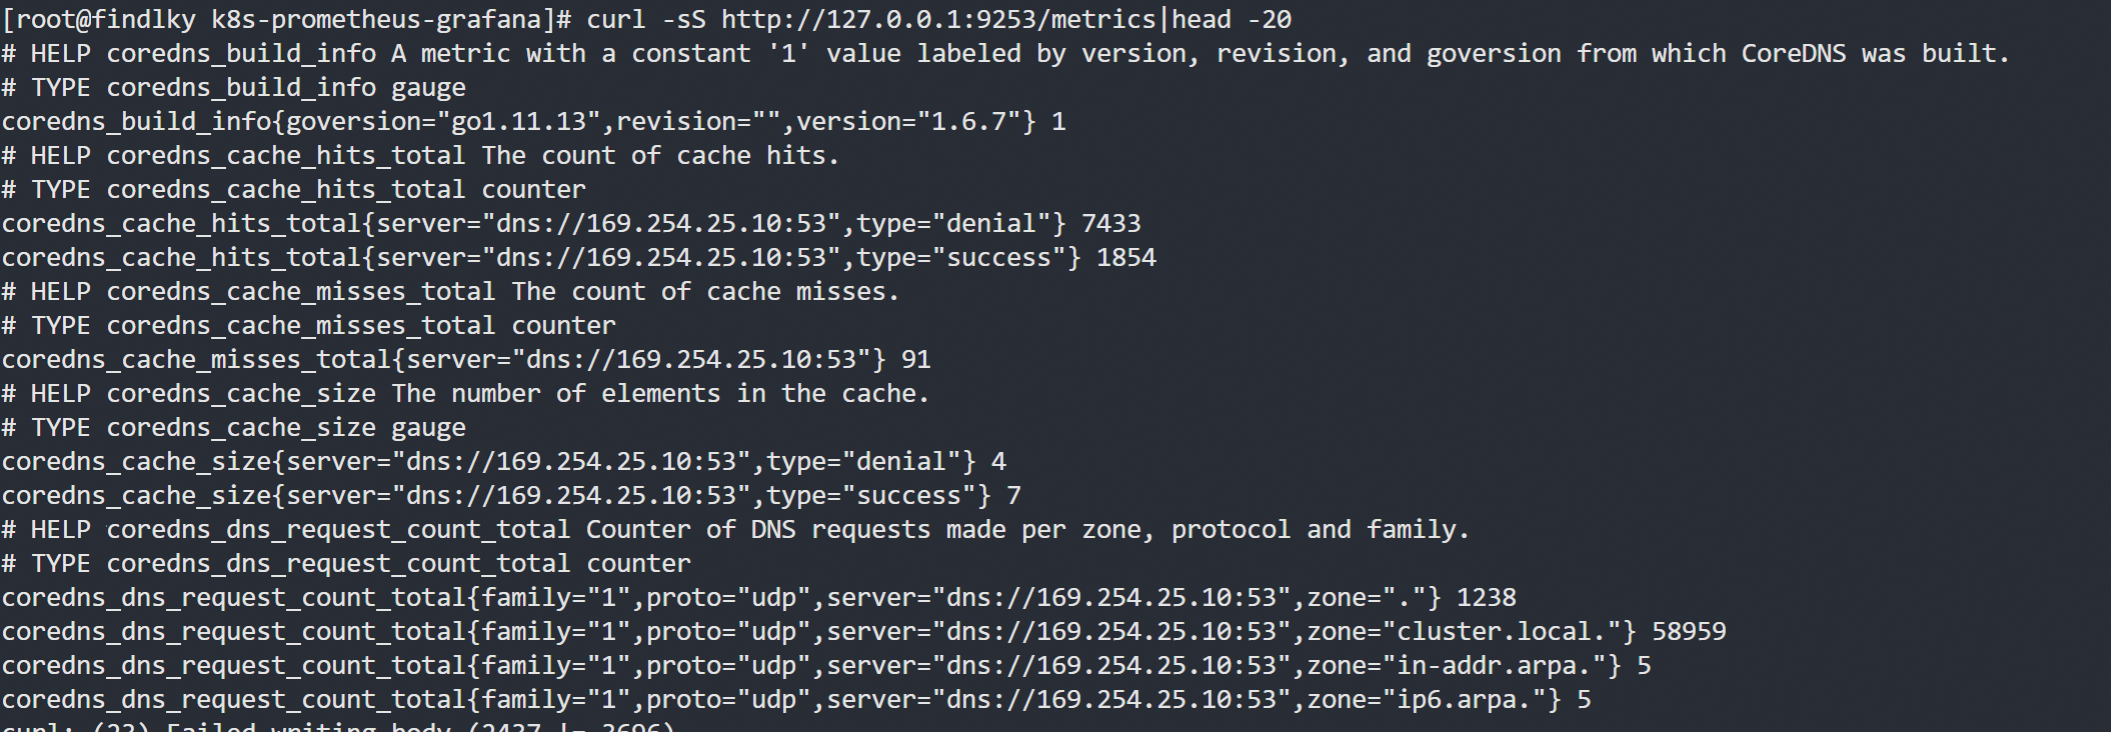 [root@findlky k8s-prometheus-grafana]# curl -sS http://127.0.0.1:9253/metrics|head -20
# HELP coredns_build_info A metric with a constant '1' value labeled by version, revision, and goversion from which CoreDNS was built.
# TYPE coredns_build_info gauge
coredns_build_info{goversion="go1.11.13",revision="",version="1.6.7"} 1
# HELP coredns_cache_hits_total The count of cache hits.
# TYPE coredns_cache_hits_total counter
coredns_cache_hits_total{server="dns://169.254.25.10:53",type="denial"} 7433
coredns_cache_hits_total{server="dns://169.254.25.10:53",type="success"} 1854
# HELP coredns_cache_misses_total The count of cache misses.
# TYPE coredns_cache_misses_total counter
coredns_cache_misses_total{server="dns://169.254.25.10:53"} 91
# HELP coredns_cache_size The number of elements in the cache.
# TYPE coredns_cache_size gauge
coredns_cache_size{server="dns://169.254.25.10:53",type="denial"} 4
coredns_cache_size{server="dns://169.254.25.10:53",type="success"} 7
# HELP coredns_dns_request_count_total Counter of DNS requests made per zone, protocol and family.
# TYPE coredns_dns_request_count_total counter
coredns_dns_request_count_total{family="1",proto="udp",server="dns://169.254.25.10:53",zone="."} 1238
coredns_dns_request_count_total{family="1",proto="udp",server="dns://169.254.25.10:53",zone="cluster.local."} 58959
coredns_dns_request_count_total{family="1",proto="udp",server="dns://169.254.25.10:53",zone="in-addr.arpa."} 5
coredns_dns_request_count_total{family="1",proto="udp",server="dns://169.254.25.10:53",zone="ip6.arpa."} 5
curl: (23) Failed writing body (2437 != 3696)